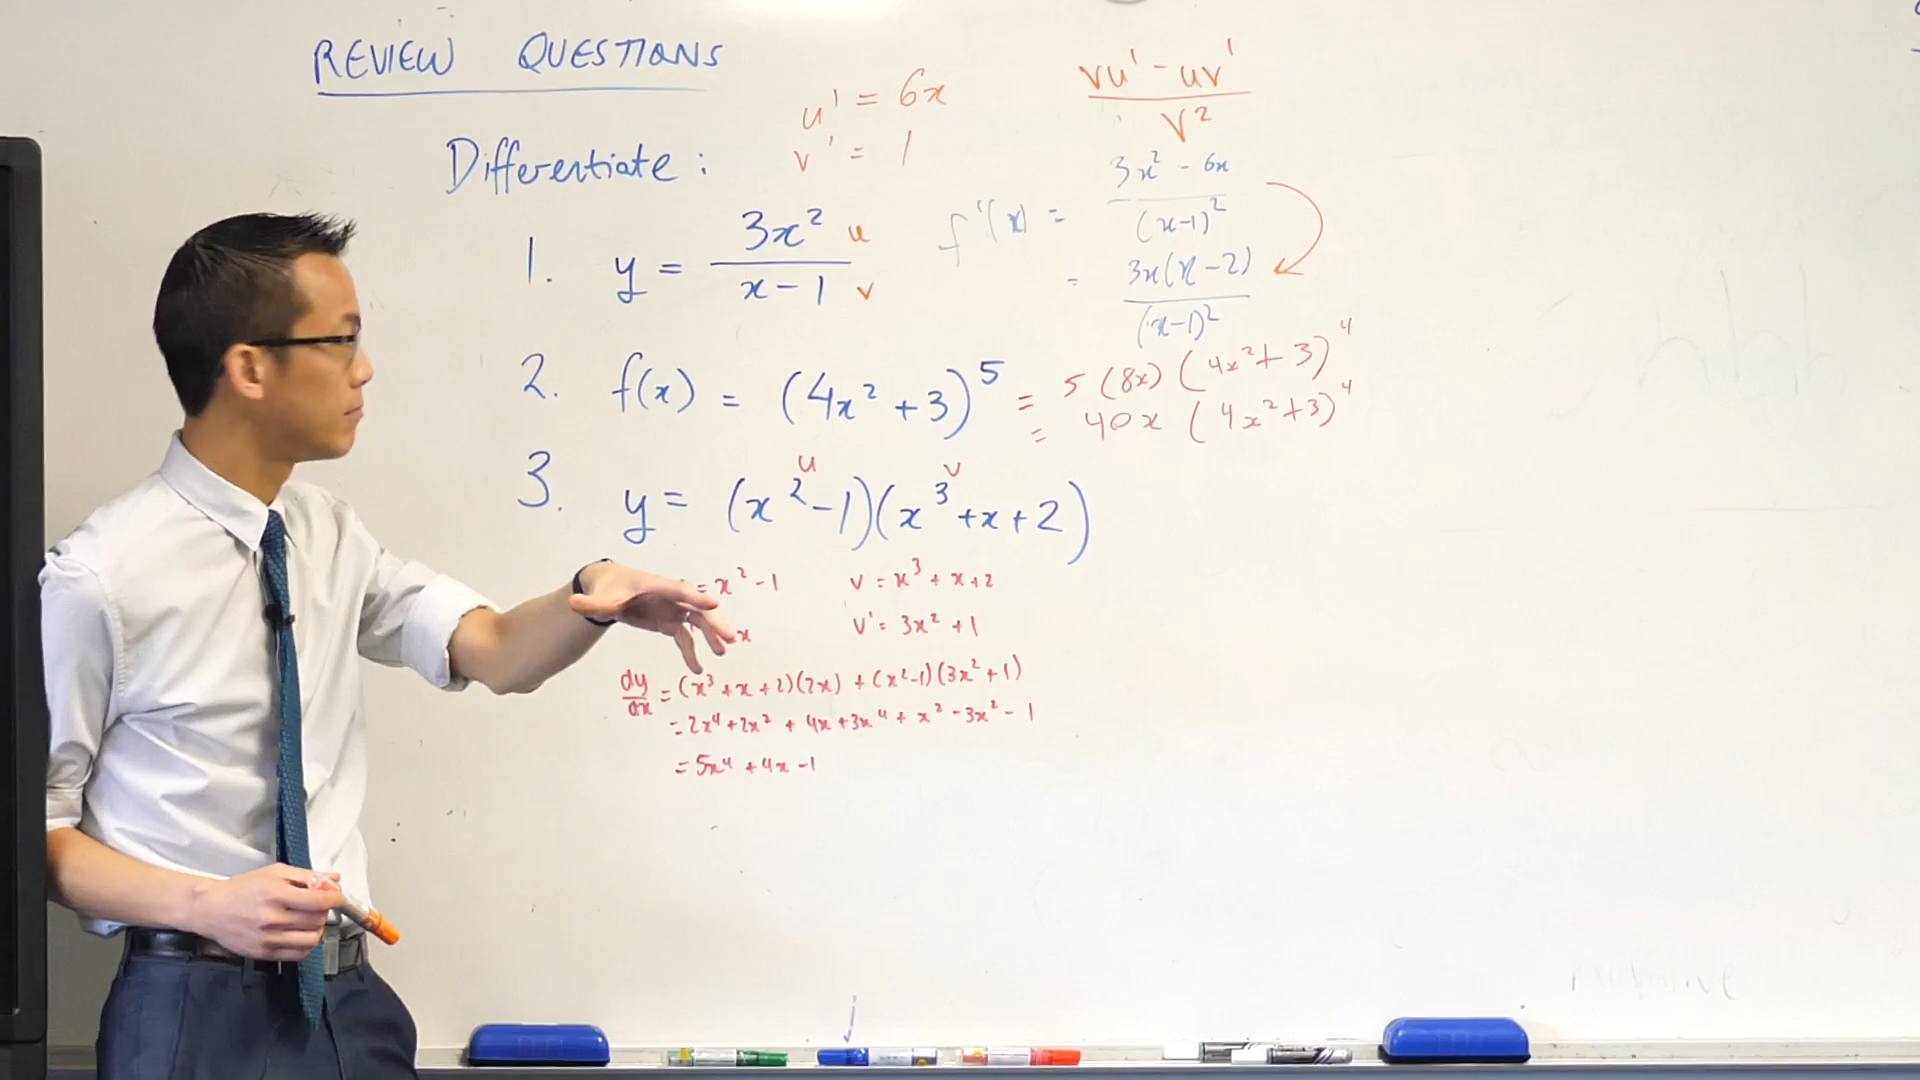 REVIEW QUESTIONS
Differentiate:
u' = 6x
v' = 1
vu' - uv'
v²
1. y = 3x² u
x - 1 v
f'(x) = 3x² - 6x
(x-1)²
= 3x(x-2)
(x-1)²
2. f(x) = (4x² + 3)⁵ = 5 (8x) (4x² + 3)⁴
= 40x (4x² + 3)⁴
u v
3. y = (x² - 1)(x³ + x + 2)
= x² - 1 v = x³ + x + 2
x v' = 3x² + 1
dy/dx = (x³ + x + 2)(2x) + (x² - 1)(3x² + 1)
= 2x⁴ + 2x² + 4x + 3x⁴ + x² - 3x² - 1
= 5x⁴ + 4x - 1